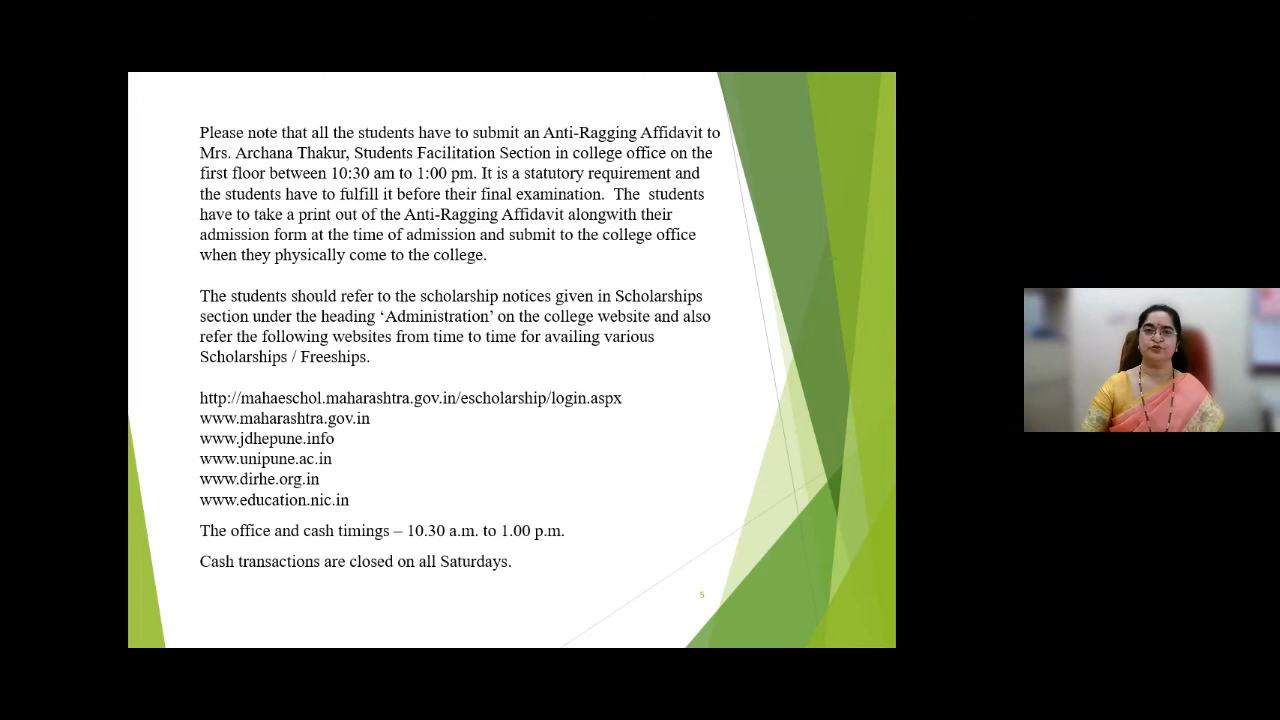 Please note that all the students have to submit an Anti-Ragging Affidavit to
Mrs. Archana Thakur, Students Facilitation Section in college office on the
first floor between 10:30 am to 1:00 pm. It is a statutory requirement and
the students have to fulfill it before their final examination. The students
have to take a print out of the Anti-Ragging Affidavit alongwith their
admission form at the time of admission and submit to the college office
when they physically come to the college.
The students should refer to the scholarship notices given in Scholarships
section under the heading ‘Administration’ on the college website and also
refer the following websites from time to time for availing various
Scholarships / Freeships.
http://mahaeschol.maharashtra.gov.in/escholarship/login.aspx
www.maharashtra.gov.in
www.jdhepune.info
www.unipune.ac.in
www.dirhe.org.in
www.education.nic.in
The office and cash timings – 10.30 a.m. to 1.00 p.m.
Cash transactions are closed on all Saturdays.
5